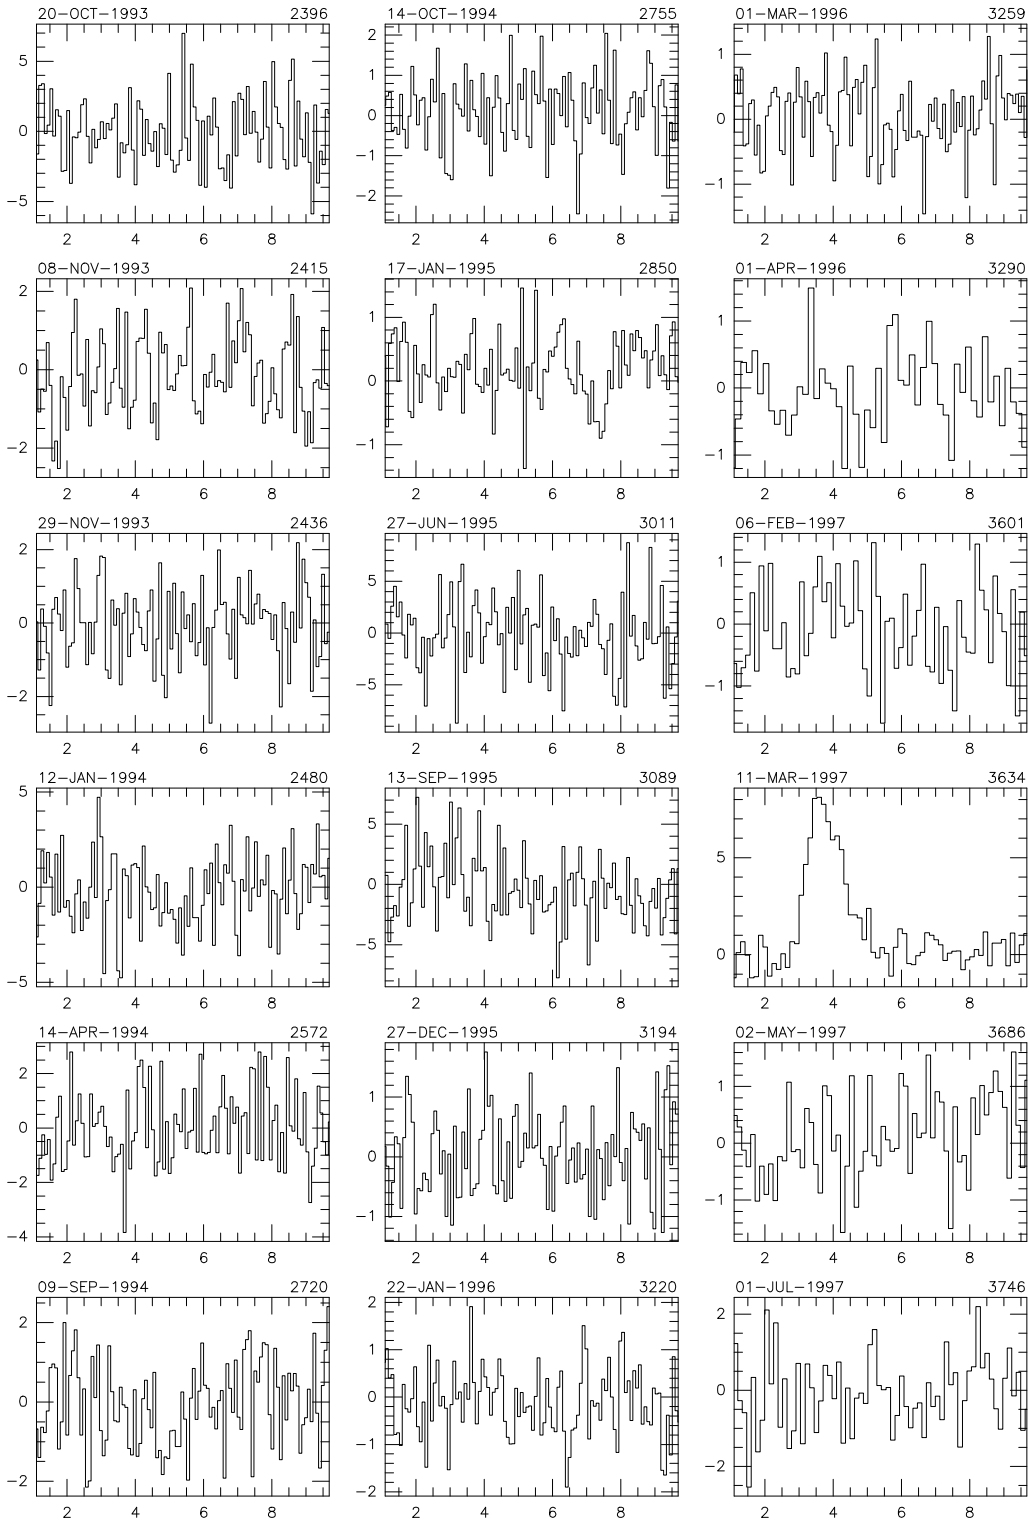 20-OCT-1993 2396 14-OCT-1994 2755 01-MAR-1996 3259
5 2 1
0 1 0
-5 0 -1
-1
-2
2 4 6 8 2 4 6 8 2 4 6 8
08-NOV-1993 2415 17-JAN-1995 2850 01-APR-1996 3290
2 1 1
0 0 0
-2 -1 -1
2 4 6 8 2 4 6 8 2 4 6 8
29-NOV-1993 2436 27-JUN-1995 3011 06-FEB-1997 3601
2 5 1
0 0 0
-2 -5 -1
2 4 6 8 2 4 6 8 2 4 6 8
12-JAN-1994 2480 13-SEP-1995 3089 11-MAR-1997 3634
5 5 5
0 0 0
-5 -5
2 4 6 8 2 4 6 8 2 4 6 8
14-APR-1994 2572 27-DEC-1995 3194 02-MAY-1997 3686
2 1 1
0 0 0
-2 -1 -1
-4
2 4 6 8 2 4 6 8 2 4 6 8
09-SEP-1994 2720 22-JAN-1996 3220 01-JUL-1997 3746
2 2 2
0 1 0
-2 0 -2
-1
-2
2 4 6 8 2 4 6 8 2 4 6 8